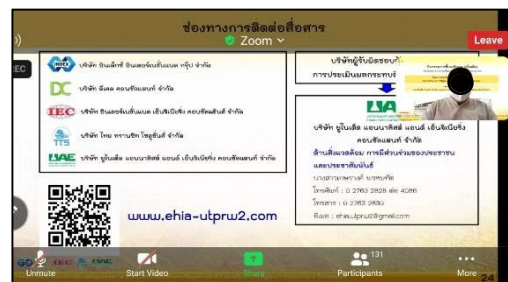 ช่องทางการติดต่อสื่อสาร
Zoom
Leave
REC
INDEX
บริษัท อินเด็กซ์ อินเตอร์เนชั่นแนล กรุ๊ป จำกัด
DC
บริษัท ดีเคด คอนซัลแตนท์ จำกัด
IEC
บริษัท อินเตอร์เนชั่นแนล เอ็นจิเนียริง คอนซัลแต้นส์ จำกัด
TTS
บริษัท ไทย ทรานซิท โซลูชั่นส์ จำกัด
UAE
บริษัท ยูไนเต็ด แอนนาลิสต์ แอนด์ เอ็นจิเนียริ่ง คอนซัลแตนท์ จำกัด
www.ehia-utprw2.com
บริษัทผู้รับผิดชอบ
การประเมินผลกระทบ
UAE
บริษัท ยูไนเต็ด แอนนาลิสต์ แอนด์ เอ็นจิเนียริ่ง
คอนซัลแตนท์ จำกัด
ด้านสิ่งแวดล้อม การมีส่วนร่วมของประชาชน
และประชาสัมพันธ์
โทรศัพท์ : 0 2763 2828 ต่อ 4086
โทรสาร : 0 2763 2830
อีเมล : ehia.utprw2@gmail.com
IEC
UAE
Unmute
Start Video
Share
131
Participants
More
24